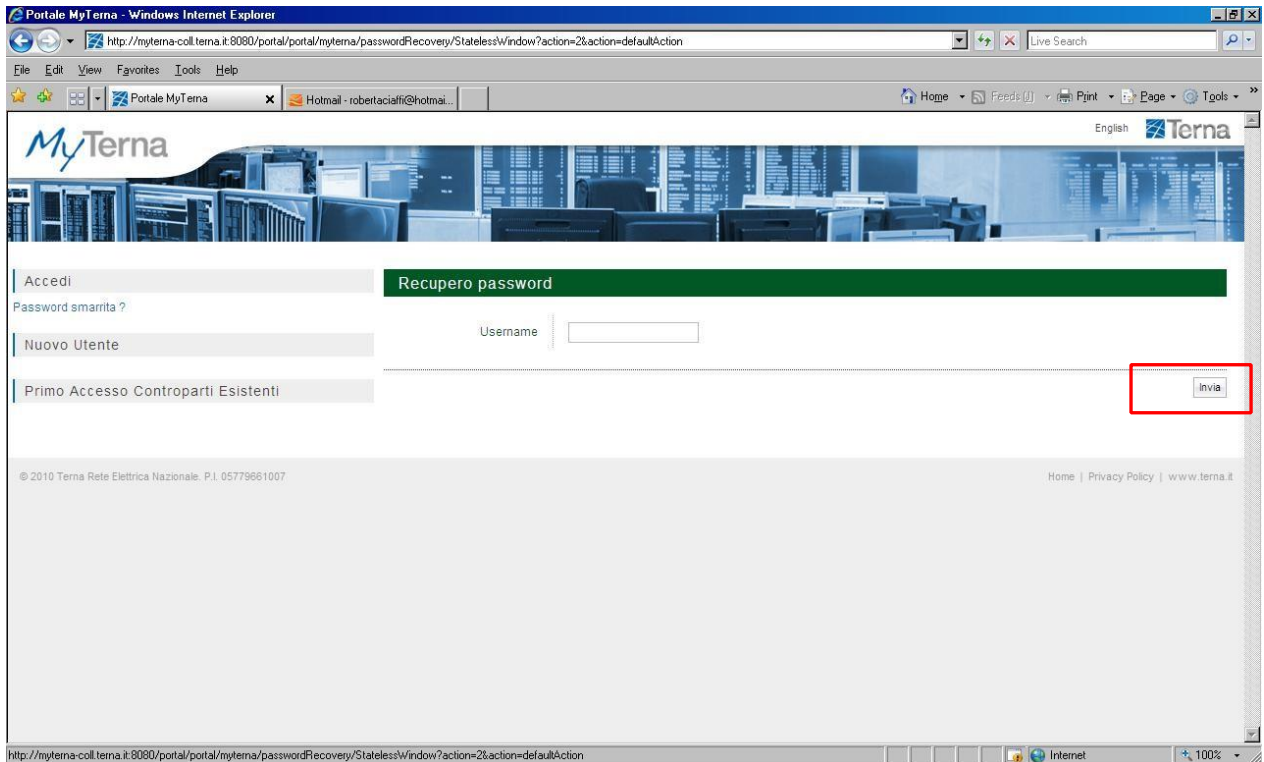 Portale MyTerna - Windows Internet Explorer
http://myterna-coll.terna.it:8080/portal/portal/myterna/passwordRecovery/StatelessWindow?action=2&action=defaultAction
Live Search
File Edit View Favorites Tools Help
Portale MyTerna
Hotmail - robertaciaffi@hotmai...
Home Feeds (J) Print Page Tools »
MyTerna
English Terna
Accedi
Password smarrita ?
Nuovo Utente
Primo Accesso Controparti Esistenti
Recupero password
Username
Invia
© 2010 Terna Rete Elettrica Nazionale. P.I. 05779661007
Home | Privacy Policy | www.terna.it
http://myterna-coll.terna.it:8080/portal/portal/myterna/passwordRecovery/StatelessWindow?action=2&action=defaultAction
Internet
100%